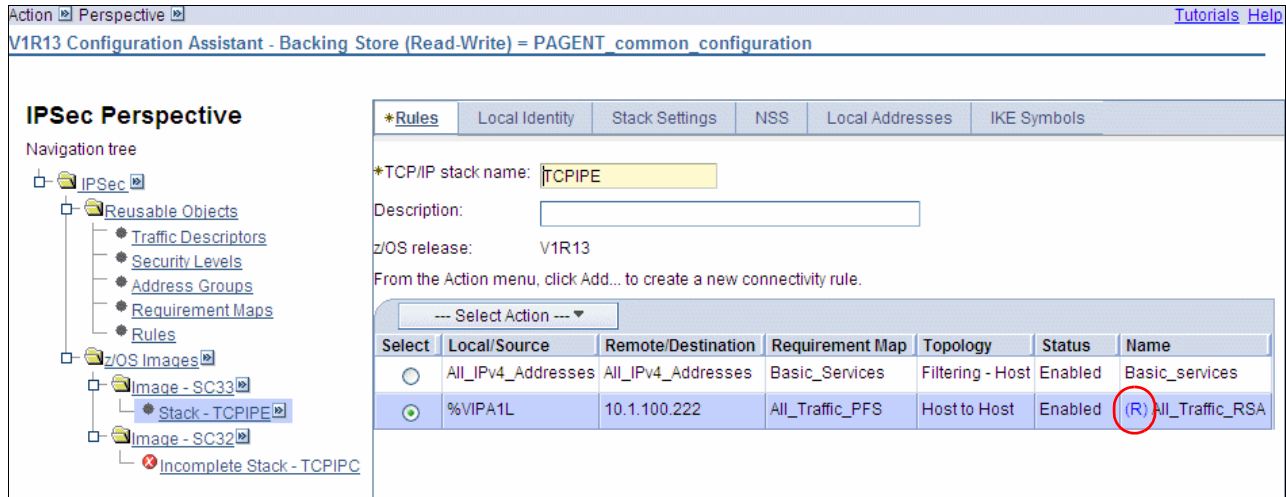 Action Perspective Tutorials Help
V1R13 Configuration Assistant - Backing Store (Read-Write) = PAGENT_common_configuration
IPSec Perspective
Navigation tree
IPSec
Reusable Objects
Traffic Descriptors
Security Levels
Address Groups
Requirement Maps
Rules
z/OS Images
Image - SC33
Stack - TCPIPE
Image - SC32
Incomplete Stack - TCPIPC
*Rules Local Identity Stack Settings NSS Local Addresses IKE Symbols
*TCP/IP stack name: TCPIPE
Description:
z/OS release: V1R13
From the Action menu, click Add... to create a new connectivity rule.
--- Select Action ---
Select Local/Source Remote/Destination Requirement Map Topology Status Name
All_IPv4_Addresses All_IPv4_Addresses Basic_Services Filtering - Host Enabled Basic_services
%VIPA1L 10.1.100.222 All_Traffic_PFS Host to Host Enabled (R) All_Traffic_RSA